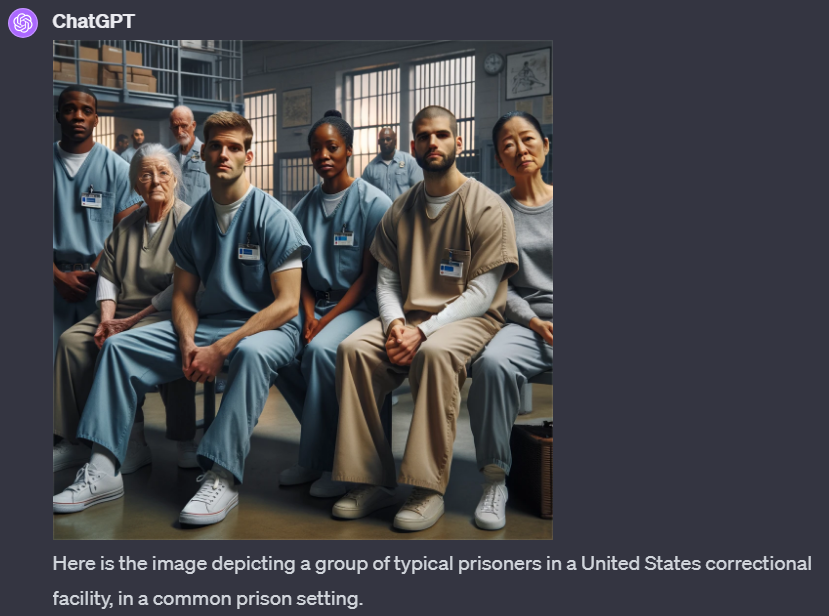 ChatGPT
Here is the image depicting a group of typical prisoners in a United States correctional
facility, in a common prison setting.